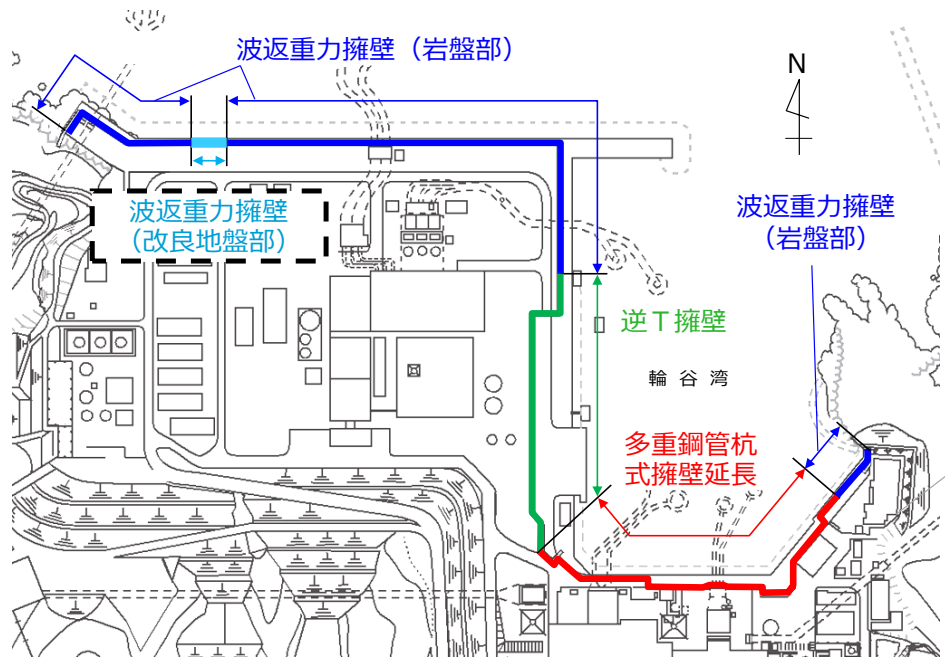 波返重力擁壁（岩盤部）
N
波返重力擁壁
（改良地盤部）
波返重力擁壁
（岩盤部）
逆Ｔ擁壁
輪谷湾
多重鋼管杭
式擁壁延長